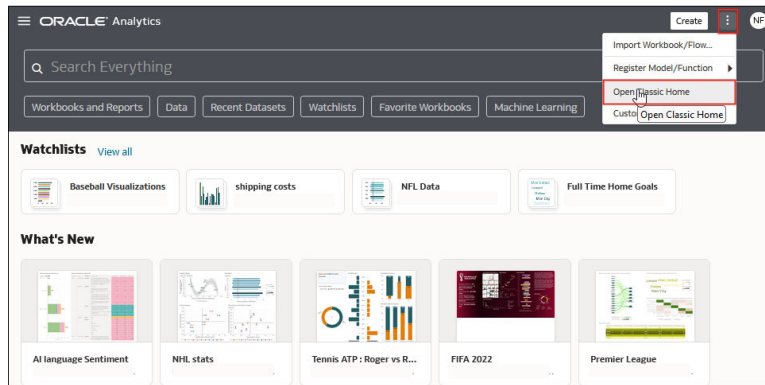 ORACLE Analytics
Create
NF
Import Workbook/Flow...
Search Everything
Register Model/Function
Open Classic Home
Workbooks and Reports Data Recent Datasets Watchlists Favorite Workbooks Machine Learning
Custo Open Classic Home
Watchlists View all
Baseball Visualizations shipping costs NFL Data Full Time Home Goals
What's New
AI language Sentiment NHL stats Tennis ATP : Roger vs R... FIFA 2022 Premier League